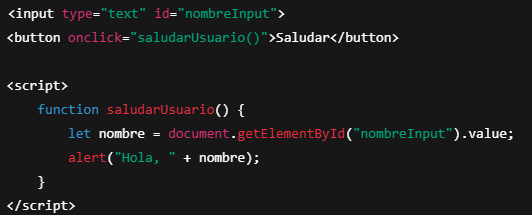 <input type="text" id="nombreInput">
<button onclick="saludarUsuario()">Saludar</button>

<script>
    function saludarUsuario() {
        let nombre = document.getElementById("nombreInput").value;
        alert("Hola, " + nombre);
    }
</script>